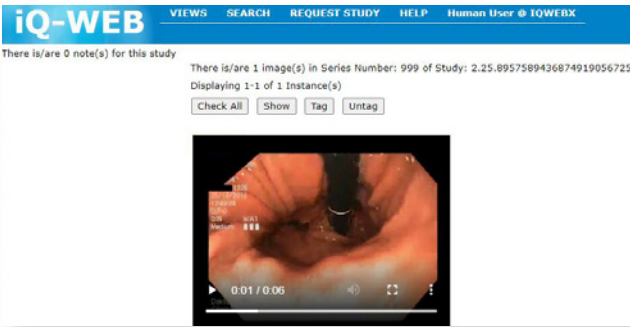 iQ-WEB
VIEWS SEARCH REQUEST STUDY HELP Human User @ IQWEBX
There is/are 0 note(s) for this study
There is/are 1 image(s) in Series Number: 999 of Study: 2.25.8957589436874919056725
Displaying 1-1 of 1 Instance(s)
Check All Show Tag Untag
Medium
0:01 / 0:06